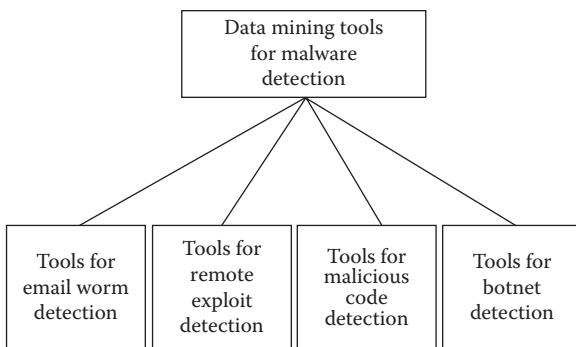 Data mining tools
for malware
detection
Tools for
email worm
detection
Tools for
remote
exploit
detection
Tools for
malicious
code
detection
Tools for
botnet
detection